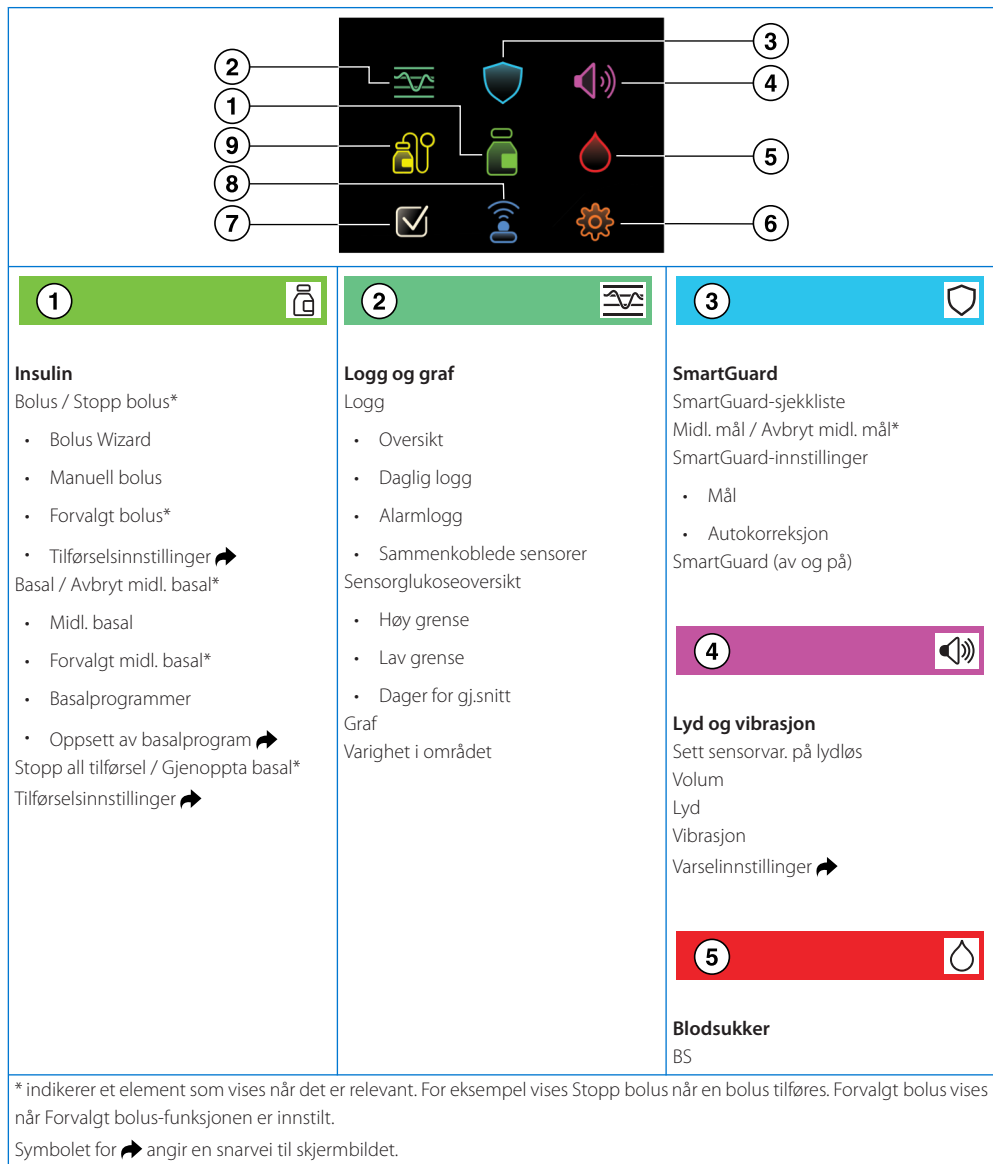 2
1
9
8
7
3
4
5
6
1
Insulin
Bolus / Stopp bolus*
• Bolus Wizard
• Manuell bolus
• Forvalgt bolus*
• Tilførselsinnstillinger
Basal / Avbryt midl. basal*
• Midl. basal
• Forvalgt midl. basal*
• Basalprogrammer
• Oppsett av basalprogram
Stopp all tilførsel / Gjenoppta basal*
Tilførselsinnstillinger
2
Logg og graf
Logg
• Oversikt
• Daglig logg
• Alarmlogg
• Sammenkoblede sensorer
Sensorglukoseoversikt
• Høy grense
• Lav grense
• Dager for gj.snitt
Graf
Varighet i området
3
SmartGuard
SmartGuard-sjekkliste
Midl. mål / Avbryt midl. mål*
SmartGuard-innstillinger
• Mål
• Autokorreksjon
SmartGuard (av og på)
4
Lyd og vibrasjon
Sett sensorvar. på lydløs
Volum
Lyd
Vibrasjon
Varselinnstillinger
5
Blodsukker
BS
* indikerer et element som vises når det er relevant. For eksempel vises Stopp bolus når en bolus tilføres. Forvalgt bolus vises
når Forvalgt bolus-funksjonen er innstilt.
Symbolet for angir en snarvei til skjermbildet.